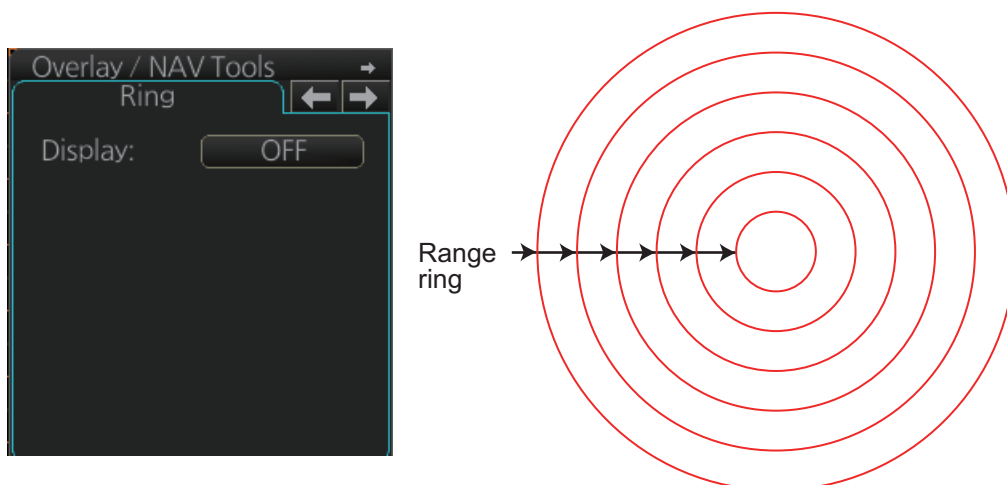 Overlay / NAV Tools
Ring
Display: OFF
Range
ring